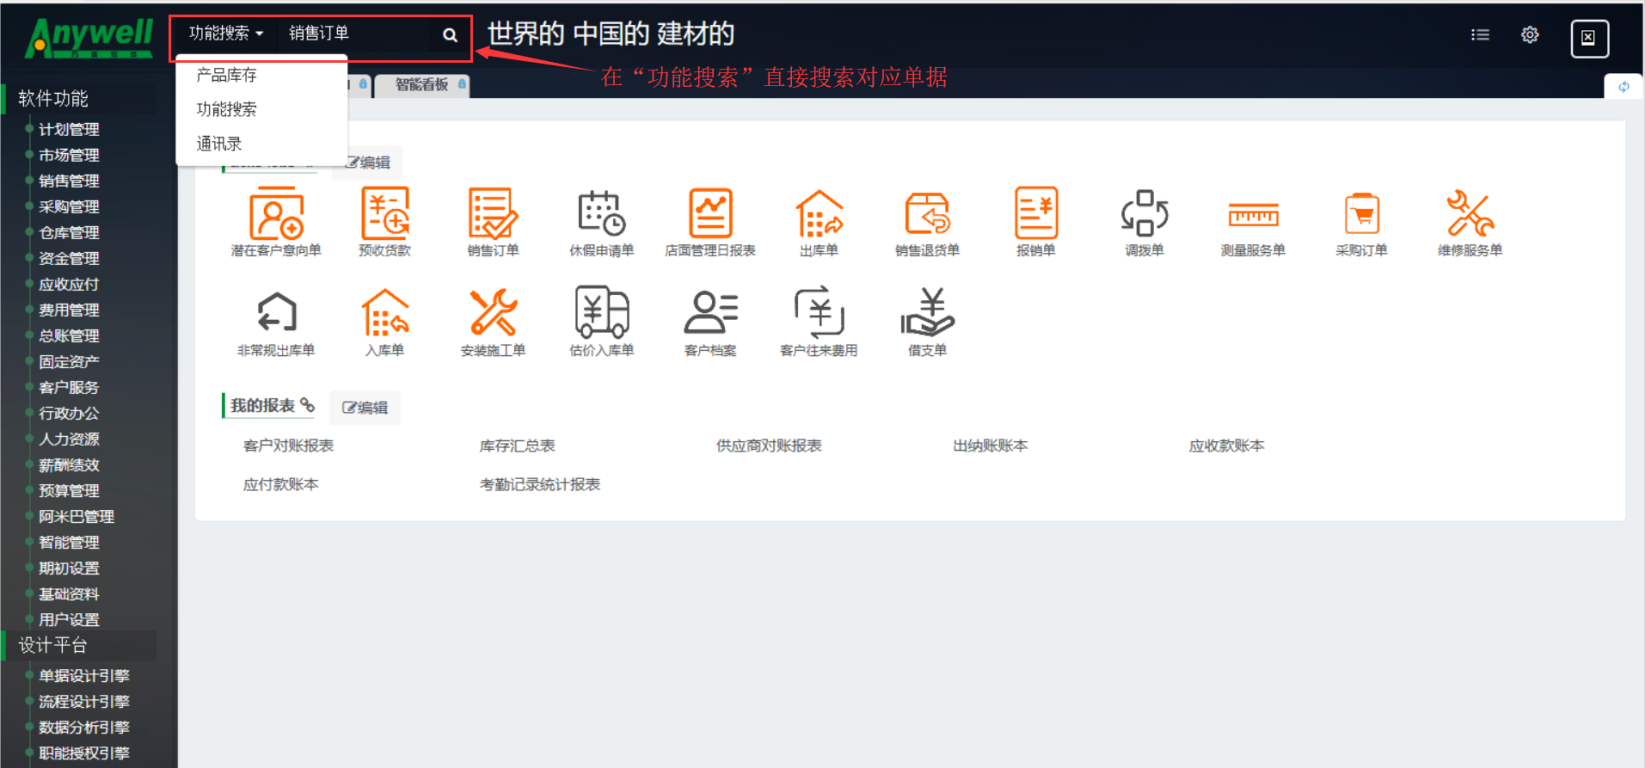 Anywell
功能搜索
销售订单
世界的 中国的 建材的
在“功能搜索”直接搜索对应单据
产品库存
功能搜索
通讯录
智能看板
软件功能
计划管理
市场管理
销售管理
采购管理
仓库管理
资金管理
应收应付
费用管理
总账管理
固定资产
客户服务
行政办公
人力资源
薪酬绩效
预算管理
阿米巴管理
智能管理
期初设置
基础资料
用户设置
设计平台
单据设计引擎
流程设计引擎
数据分析引擎
职能授权引擎
编辑
潜在客户意向单 预收货款 销售订单 休假申请单 店面管理日报表 出库单 销售退货单 报销单 调拨单 测量服务单 采购订单 维修服务单
非常规出库单 入库单 安装施工单 估价入库单 客户档案 客户往来费用 借支单
我的报表 编辑
客户对账报表 库存汇总表 供应商对账报表 出纳账账本 应收款账本
应付款账本 考勤记录统计报表